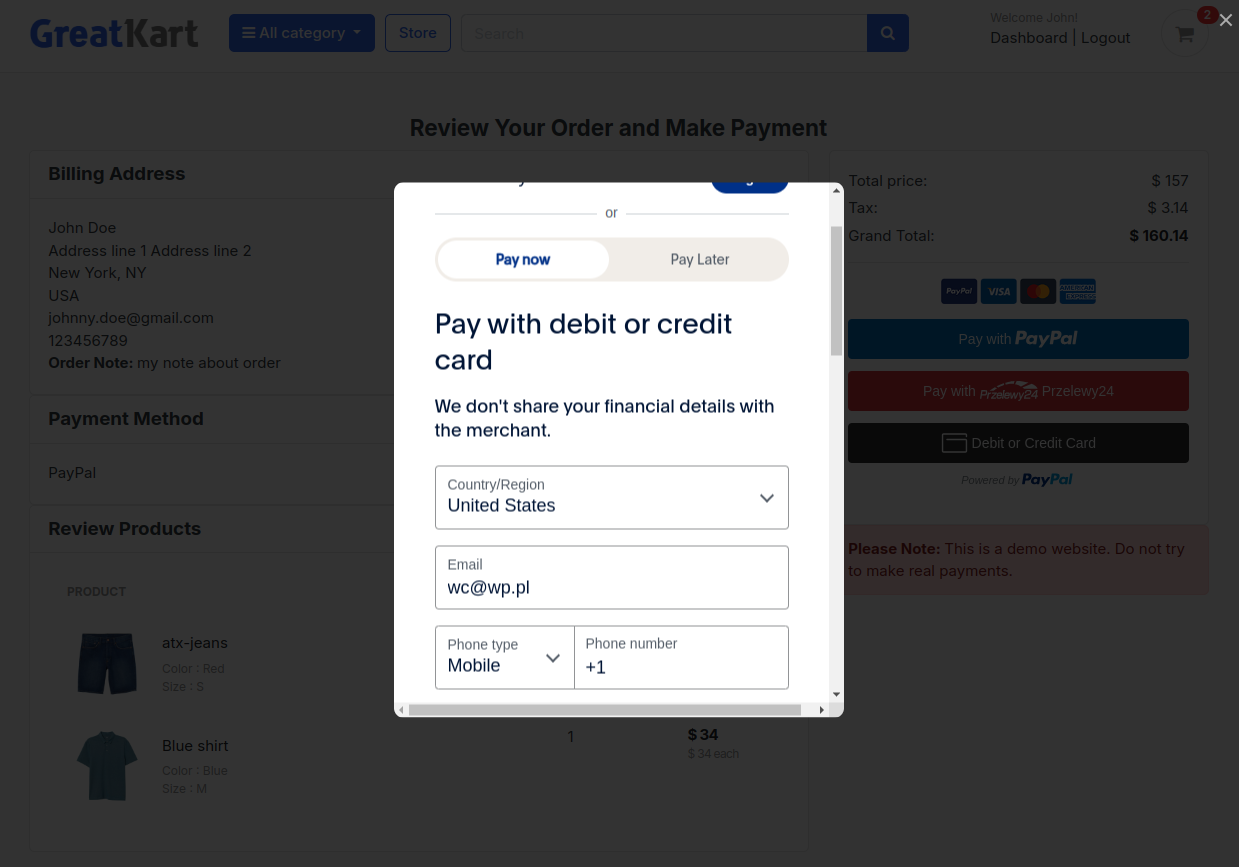 GreatKart
All category
Store
Search
Welcome John!
Dashboard | Logout
2
Review Your Order and Make Payment
Billing Address
John Doe
Address line 1 Address line 2
New York, NY
USA
johnny.doe@gmail.com
123456789
Order Note: my note about order
Payment Method
PayPal
Review Products
PRODUCT
atx-jeans
Color : Red
Size : S
Blue shirt
Color : Blue
Size : M
1
$ 34
$ 34 each
or
Pay now
Pay Later
Pay with debit or credit
card
We don't share your financial details with
the merchant.
Country/Region
United States
Email
wc@wp.pl
Phone type
Mobile
Phone number
+1
Total price: $ 157
Tax: $ 3.14
Grand Total: $ 160.14
PayPal VISA AMERICAN EXPRESS
Pay with PayPal
Pay with Przelewy24 Przelewy24
Debit or Credit Card
Powered by PayPal
Please Note: This is a demo website. Do not try
to make real payments.